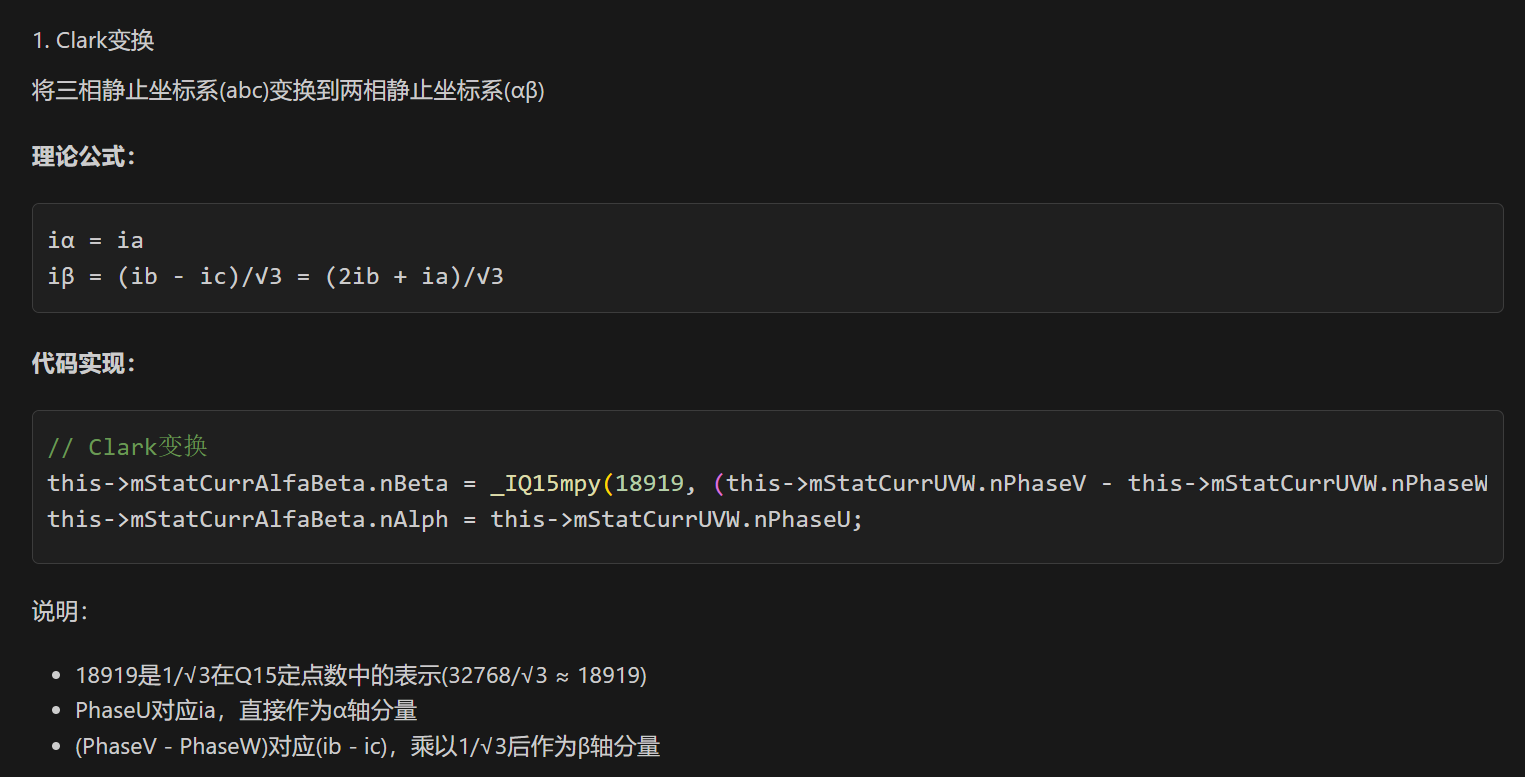 1. Clark变换
将三相静止坐标系(abc)变换到两相静止坐标系(αβ)
理论公式：
iα = ia
iβ = (ib - ic)/√3 = (2ib + ia)/√3
代码实现：
// Clark变换
this->mStatCurrAlfaBeta.nBeta = _IQ15mpy(18919, (this->mStatCurrUVW.nPhaseV - this->mStatCurrUVW.nPhaseW
this->mStatCurrAlfaBeta.nAlph = this->mStatCurrUVW.nPhaseU;
说明：
• 18919是1/√3在Q15定点数中的表示(32768/√3 ≈ 18919)
• PhaseU对应ia，直接作为α轴分量
• (PhaseV - PhaseW)对应(ib - ic)，乘以1/√3后作为β轴分量